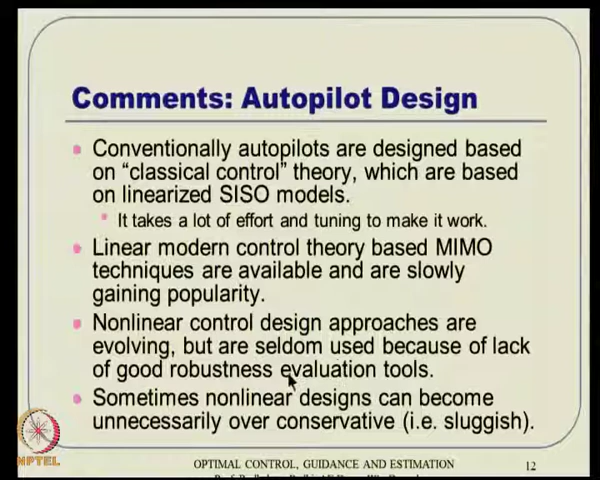 Comments: Autopilot Design
Conventionally autopilots are designed based
on "classical control" theory, which are based
on linearized SISO models.
It takes a lot of effort and tuning to make it work.
Linear modern control theory based MIMO
techniques are available and are slowly
gaining popularity.
Nonlinear control design approaches are
evolving, but are seldom used because of lack
of good robustness evaluation tools.
Sometimes nonlinear designs can become
unnecessarily over conservative (i.e. sluggish).
NPTEL
OPTIMAL CONTROL, GUIDANCE AND ESTIMATION
12